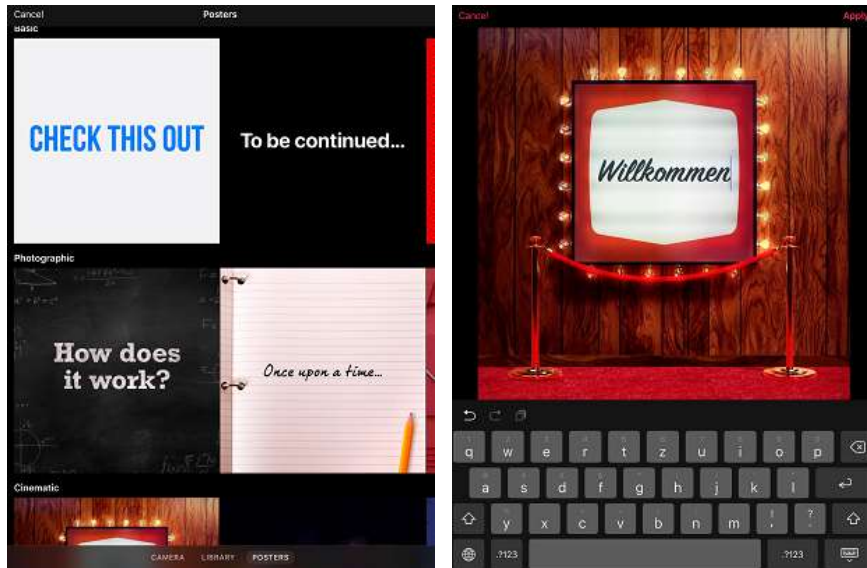 Cancel
Posters
Basic
CHECK THIS OUT
To be continued...
Photographic
How does
it work?
Once upon a time...
Cinematic
CAMERA LIBRARY POSTERS
Cancel
Apply
Willkommen
q w e r t z u i o p
a s d f g h j k l
y x c v b n m ! , ? .
.?123 .?123